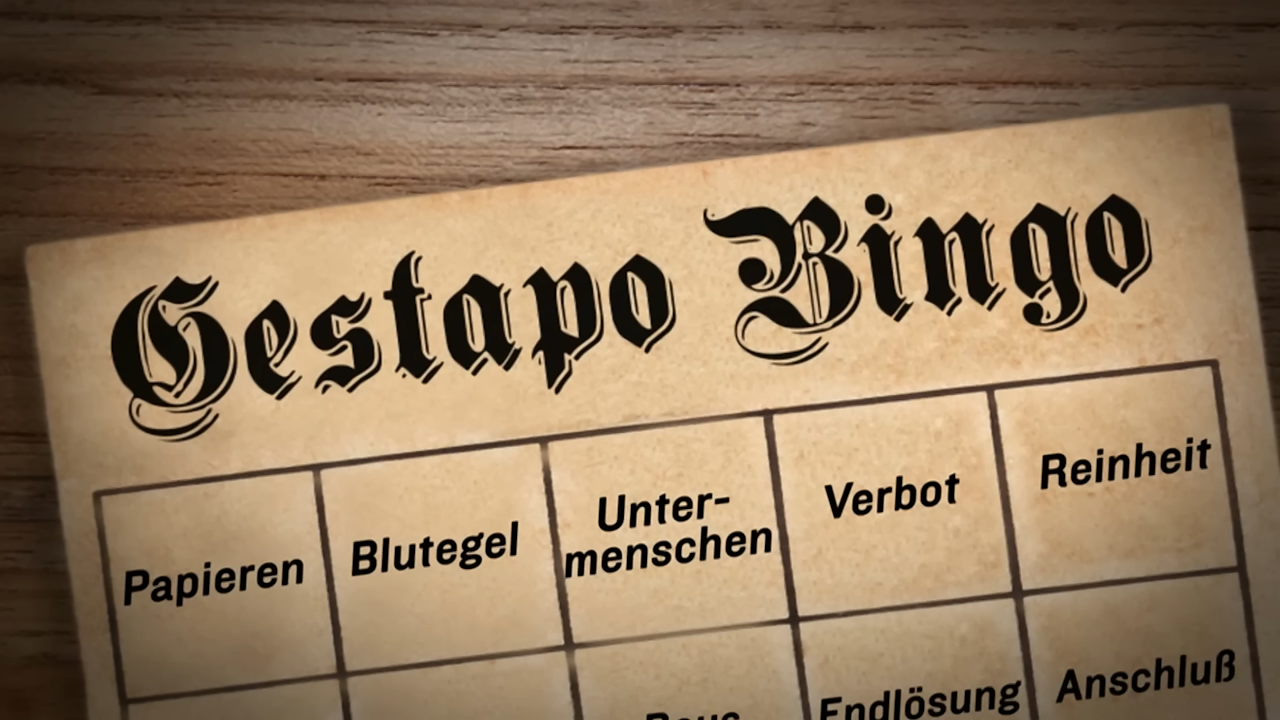 Gestapo Bingo
Papieren
Blutegel
Unter-
menschen
Verbot
Reinheit
Endlösung
Anschluß